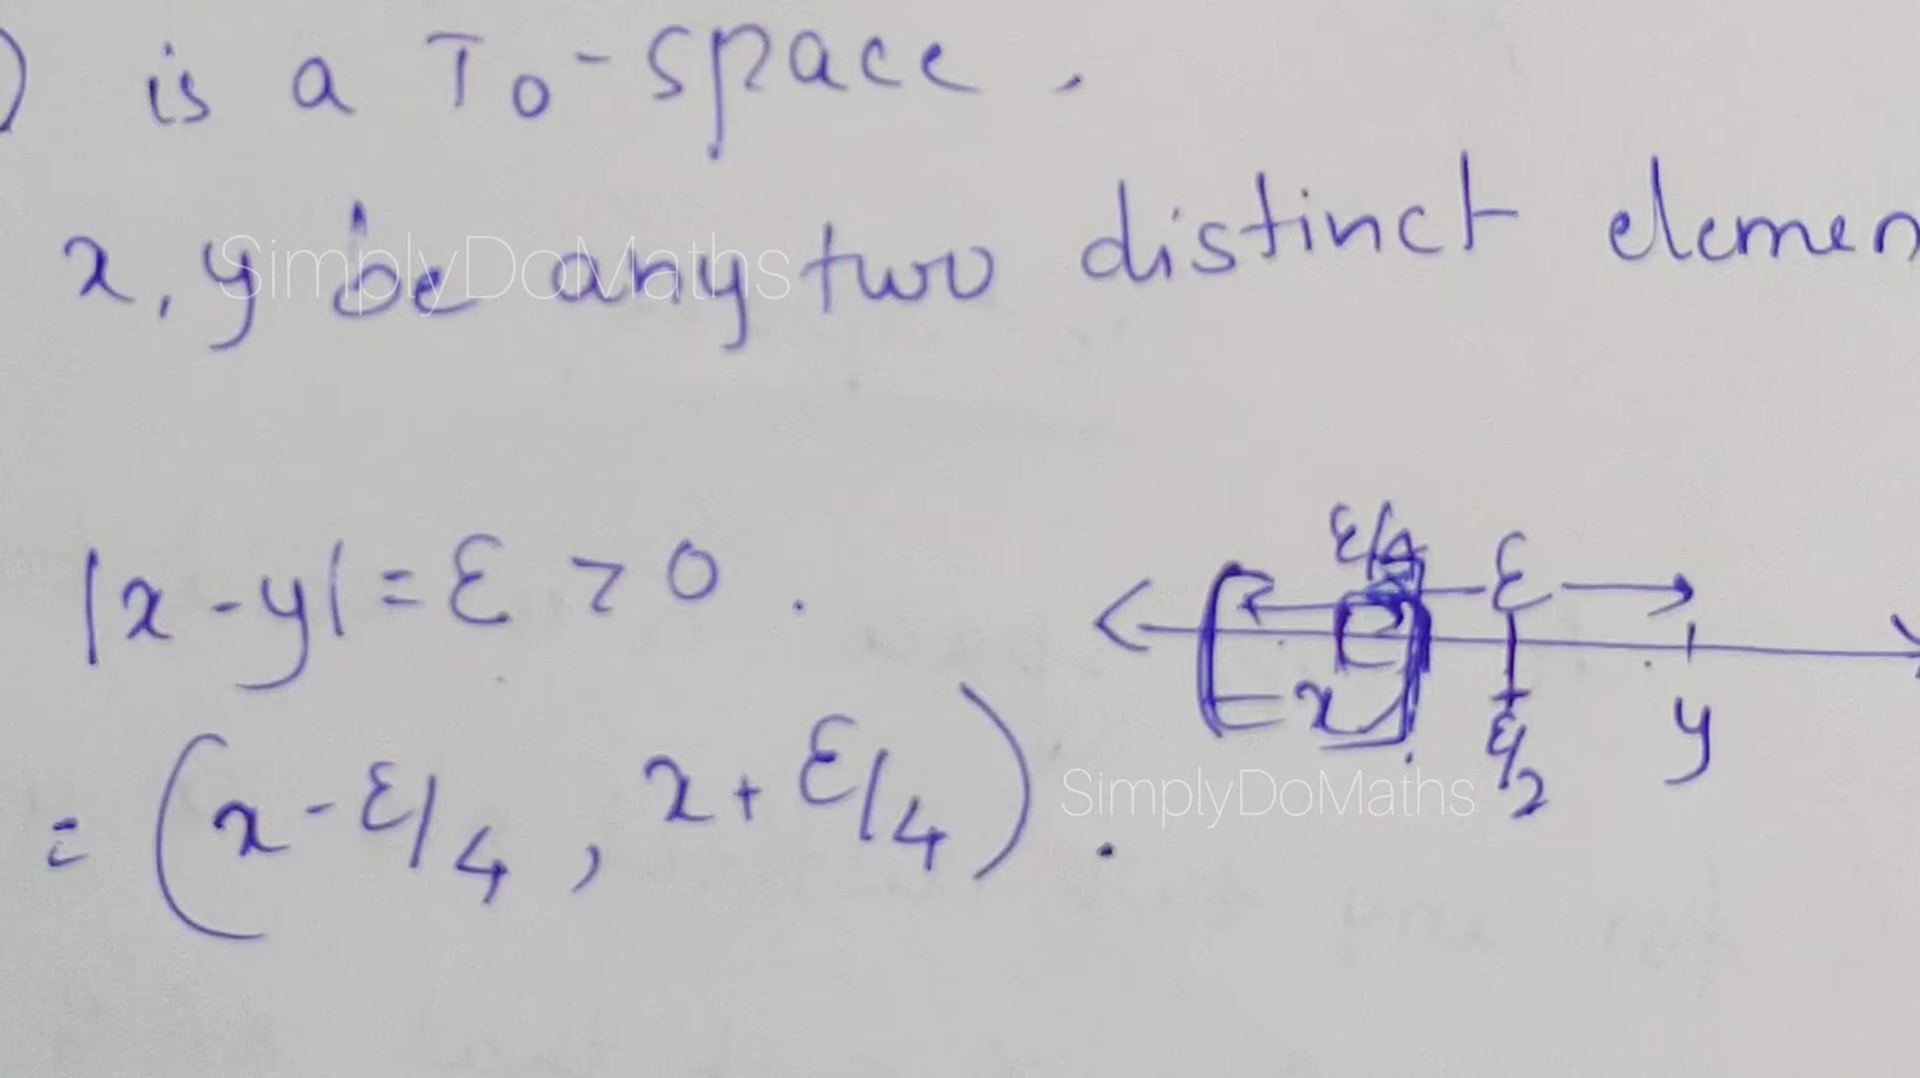 ) is a T0-space.
x, y be any two distinct elemen
|x-y| = ε > 0.
ε/4
ε
x
ε/2
y
= (x-ε/4, x+ε/4).
SimplyDoMaths
SimplyDoMaths